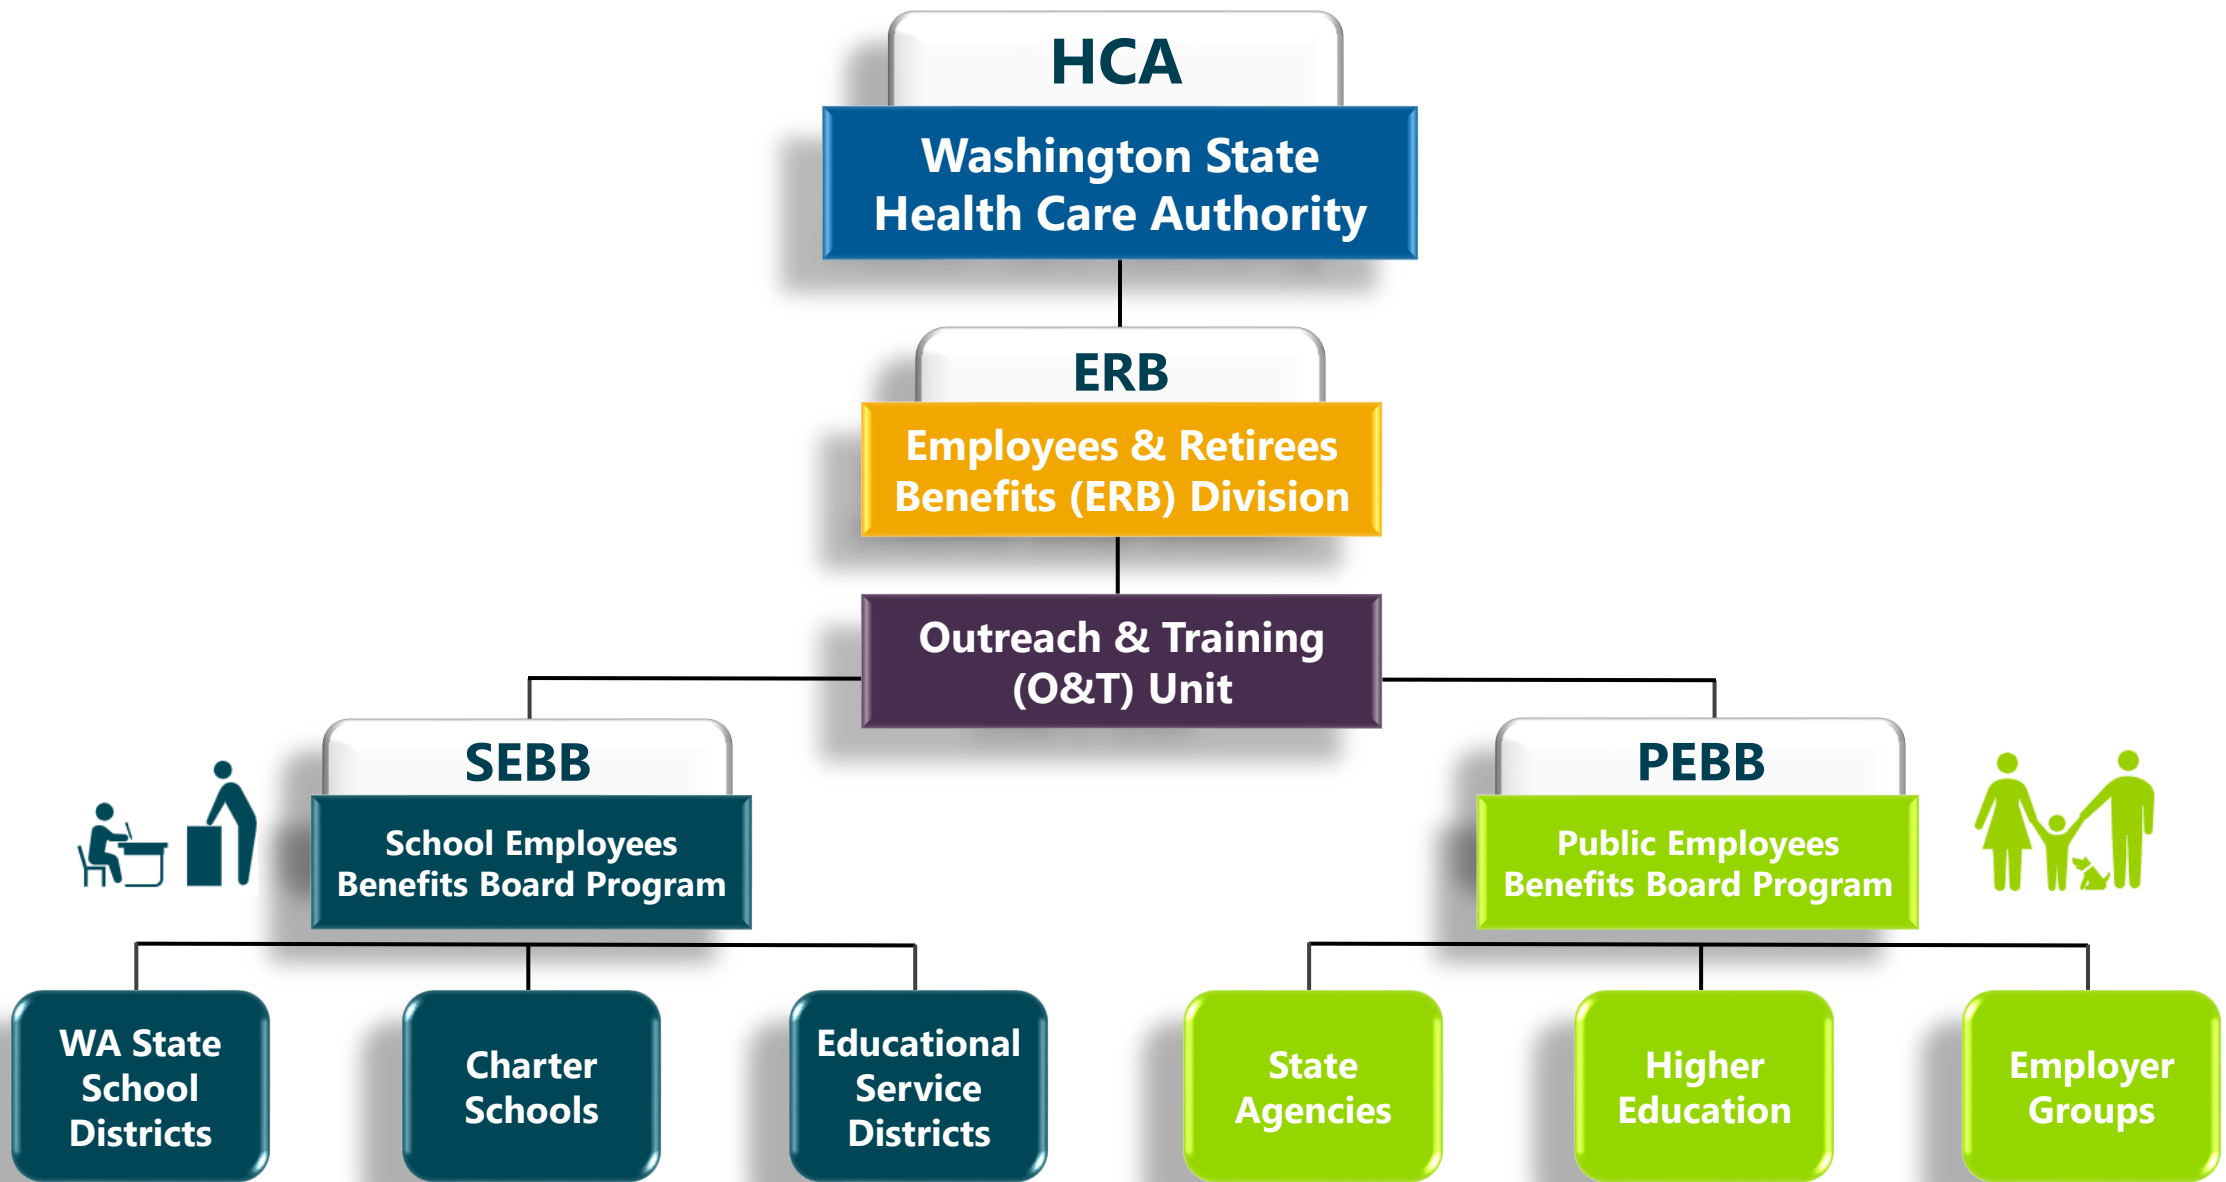 HCA
Washington State
Health Care Authority
ERB
Employees & Retirees
Benefits (ERB) Division
Outreach & Training
(O&T) Unit
SEBB
School Employees
Benefits Board Program
PEBB
Public Employees
Benefits Board Program
WA State
School
Districts
Charter
Schools
Educational
Service
Districts
State
Agencies
Higher
Education
Employer
Groups